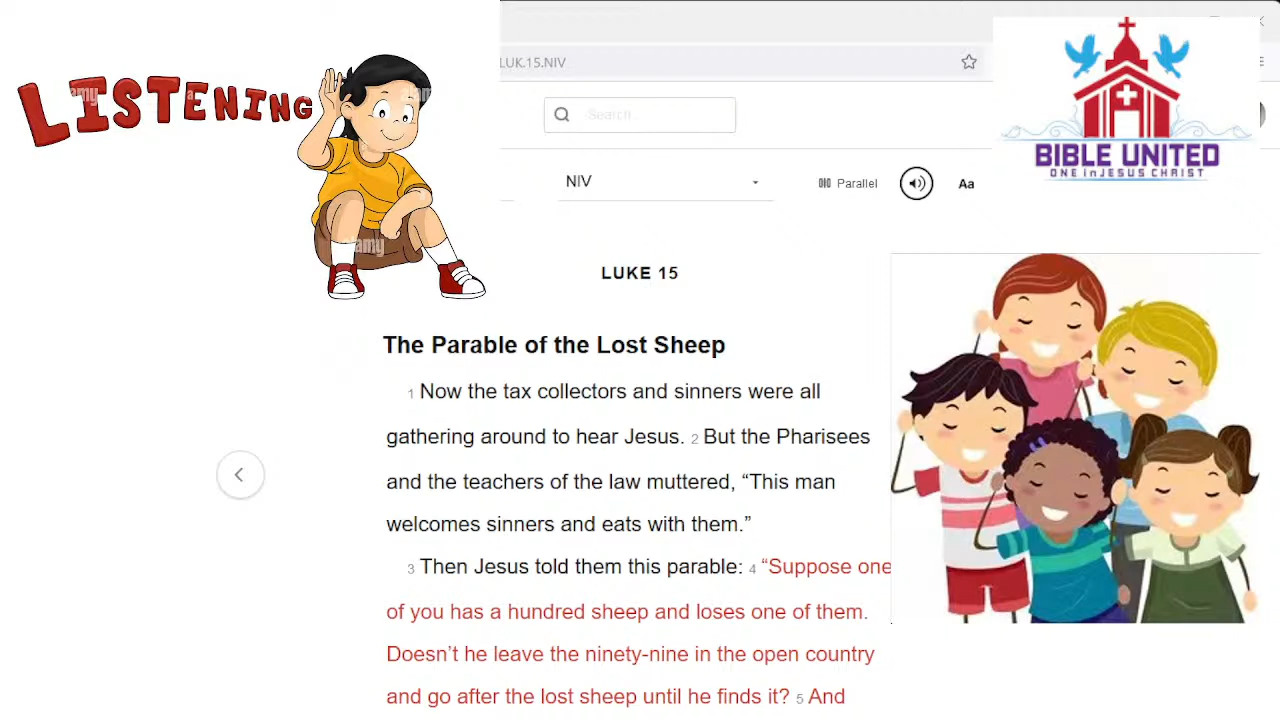 LUK.15.NIV
LISTENING
Search...
BIBLE UNITED
ONE in JESUS CHRIST
NIV
Parallel
Aa
LUKE 15
The Parable of the Lost Sheep
1 Now the tax collectors and sinners were all
gathering around to hear Jesus. 2 But the Pharisees
and the teachers of the law muttered, “This man
welcomes sinners and eats with them.”
3 Then Jesus told them this parable: 4 “Suppose one
of you has a hundred sheep and loses one of them.
Doesn’t he leave the ninety-nine in the open country
and go after the lost sheep until he finds it? 5 And